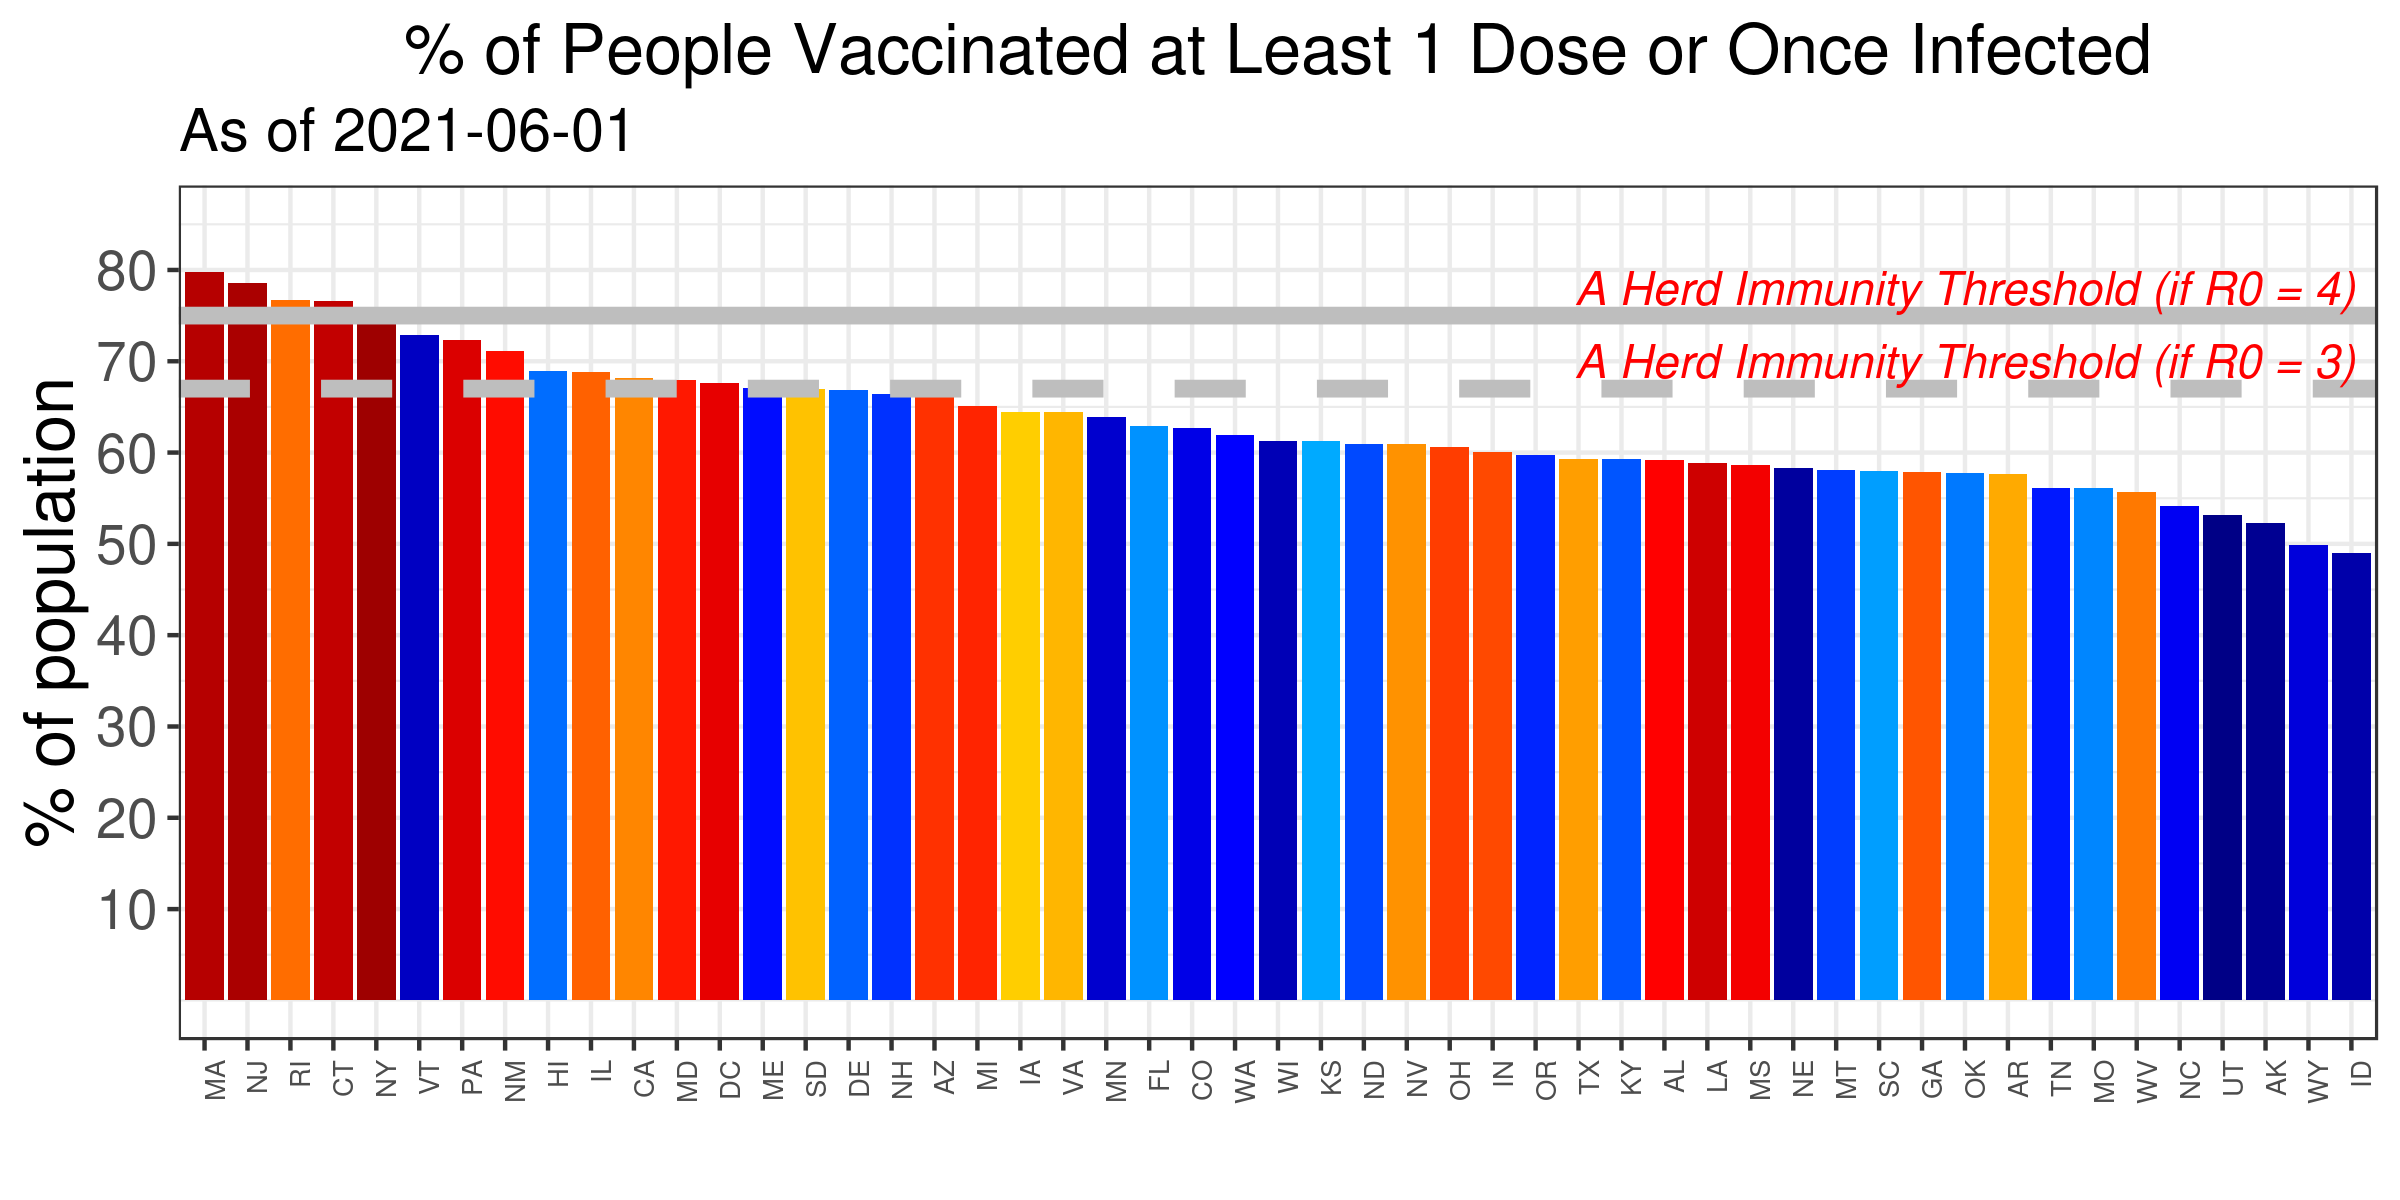 % of People Vaccinated at Least 1 Dose or Once Infected
As of 2021-06-01
% of population
80
70
60
50
40
30
20
10
A Herd Immunity Threshold (if R0 = 4)
A Herd Immunity Threshold (if R0 = 3)
MA NJ RI CT NY VT PA NM HI IL CA MD DC ME SD DE NH AZ MI IA VA MN FL CO WA WI KS ND NV OH IN OR TX KY AL LA MS NE MT SC GA OK AR TN MO WV NC UT AK WY ID